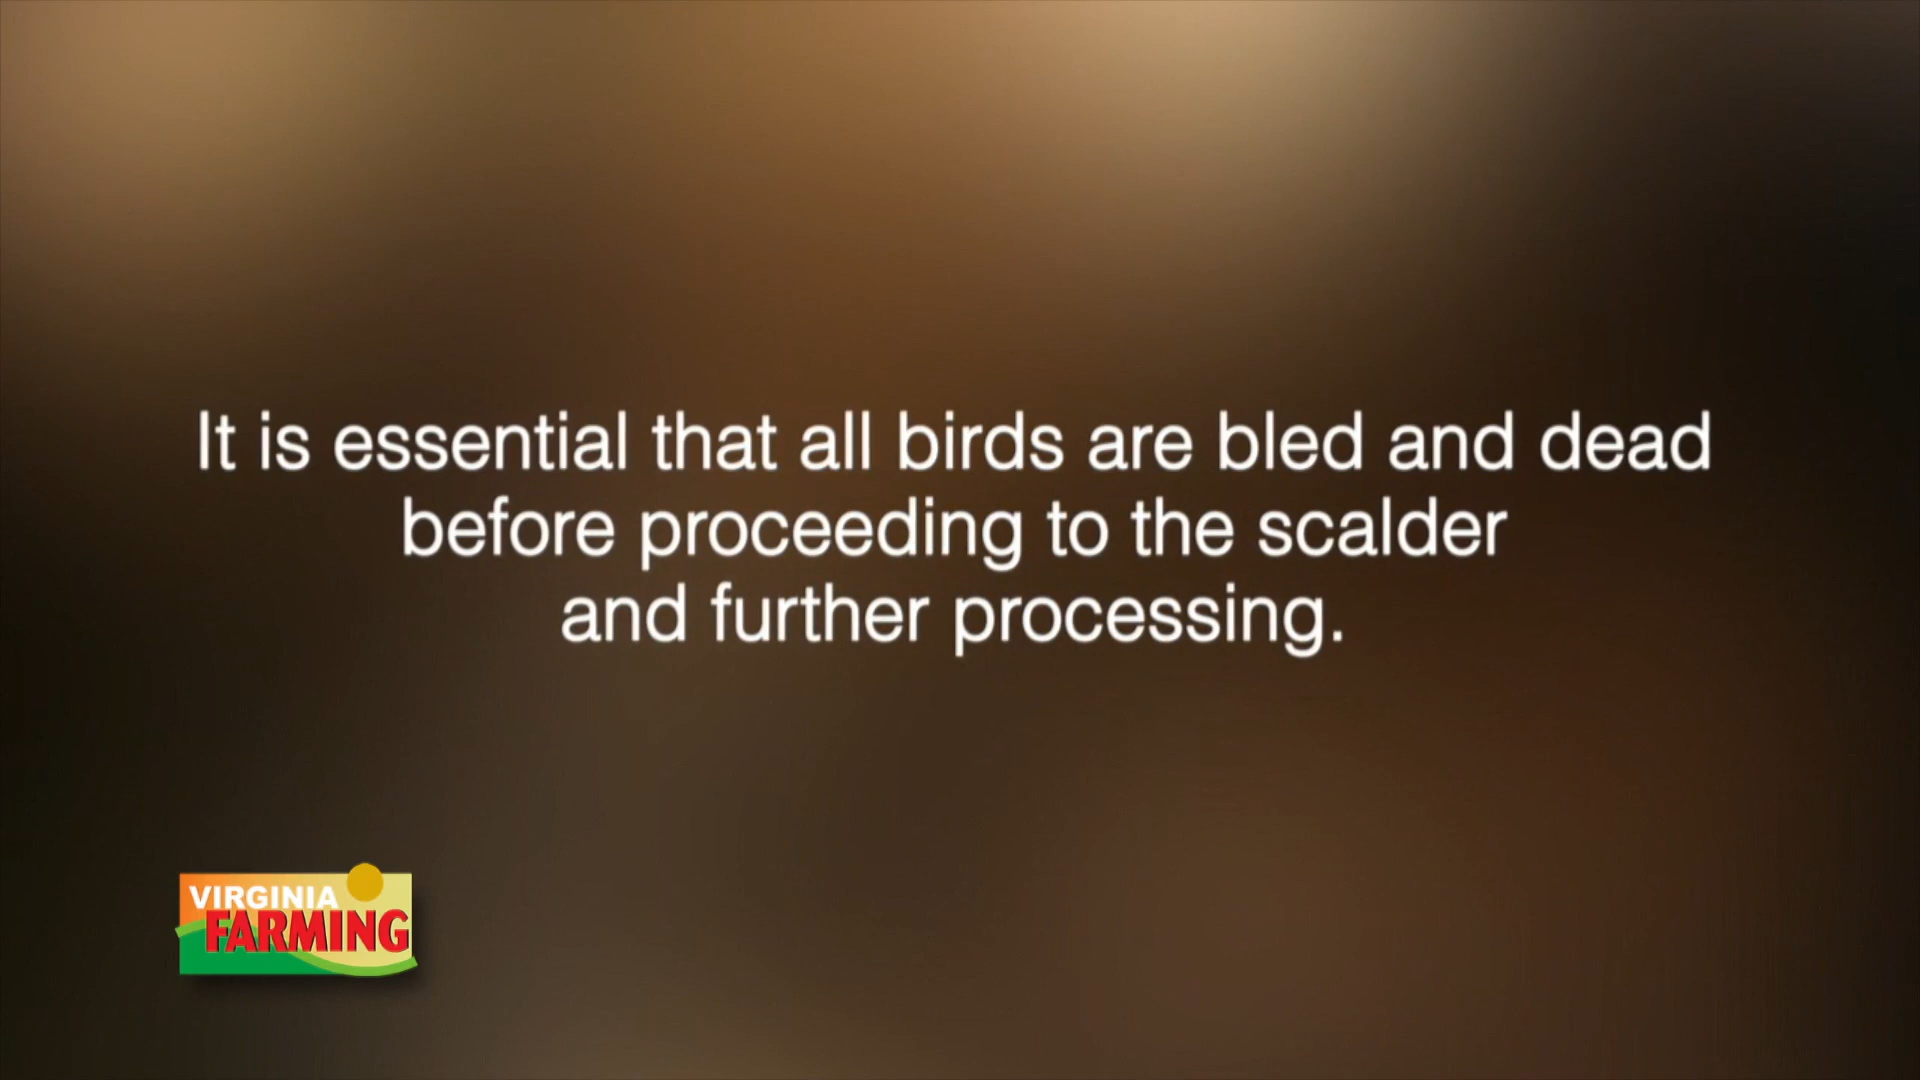 It is essential that all birds are bled and dead
before proceeding to the scalder
and further processing.
VIRGINIA
FARMING